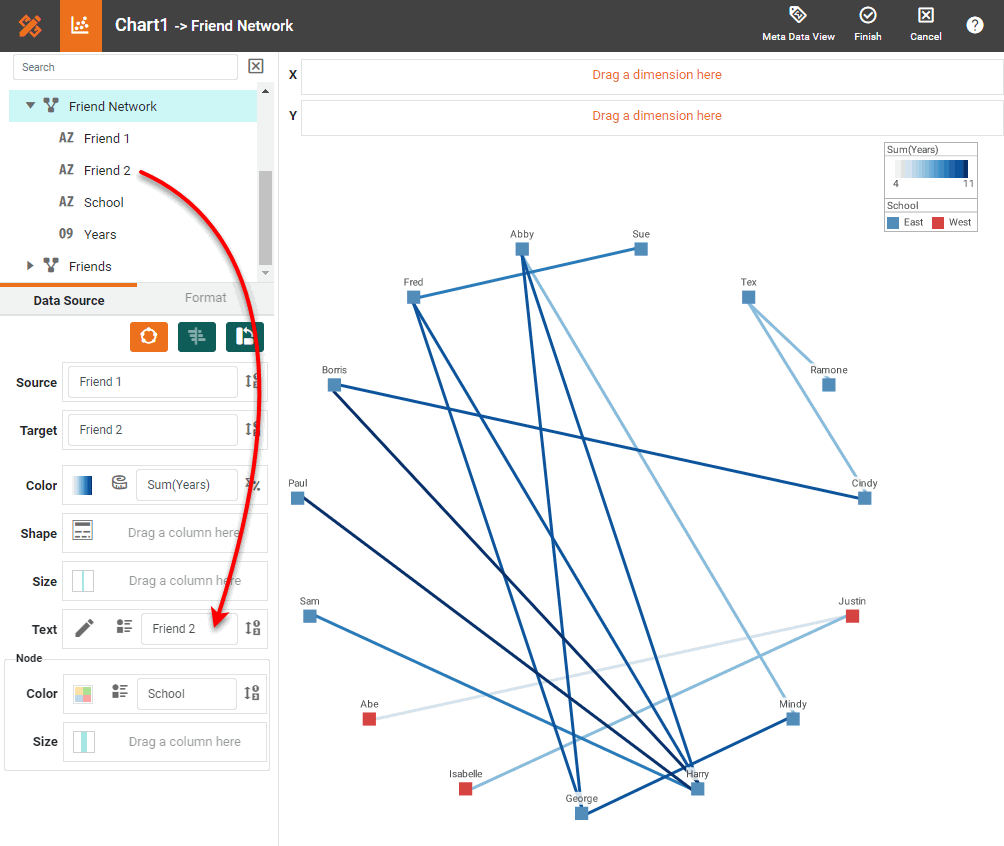 Chart1 -> Friend Network
Meta Data View
Finish
Cancel
?
Search
Friend Network
AZ Friend 1
AZ Friend 2
AZ School
09 Years
Friends
Data Source
Format
Source Friend 1
Target Friend 2
Color Sum(Years)
Shape Drag a column here
Size Drag a column here
Text Friend 2
Node
Color School
Size Drag a column here
X Drag a dimension here
Y Drag a dimension here
Sum(Years)
4 11
School
East West
Abby
Sue
Fred
Tex
Borris
Ramone
Paul
Cindy
Sam
Justin
Abe
Mindy
Isabelle
Harry
George